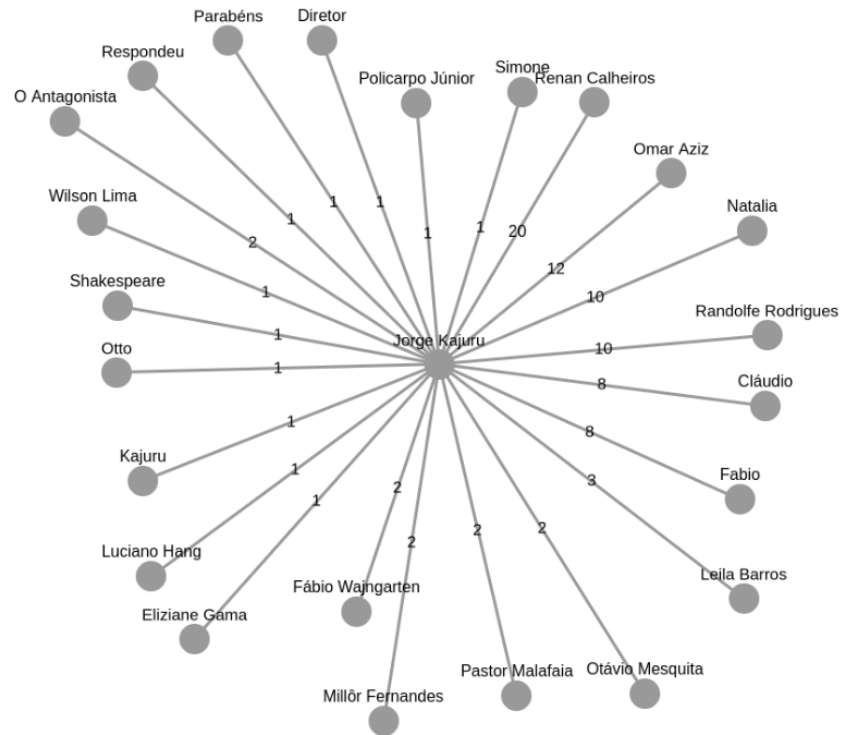 Parabéns
Diretor
Respondeu
Simone
Policarpo Júnior
Renan Calheiros
O Antagonista
Omar Aziz
Wilson Lima
Natalia
1
1
1
1
20
1
2
12
Shakespeare
1
10
Randolfe Rodrigues
1
Jorge Kajuru
10
Otto
1
8
Cláudio
1
8
Kajuru
1
3
Fabio
2
1
2
2
2
Luciano Hang
Fábio Wajngarten
Leila Barros
Eliziane Gama
Pastor Malafaia
Otávio Mesquita
Millôr Fernandes